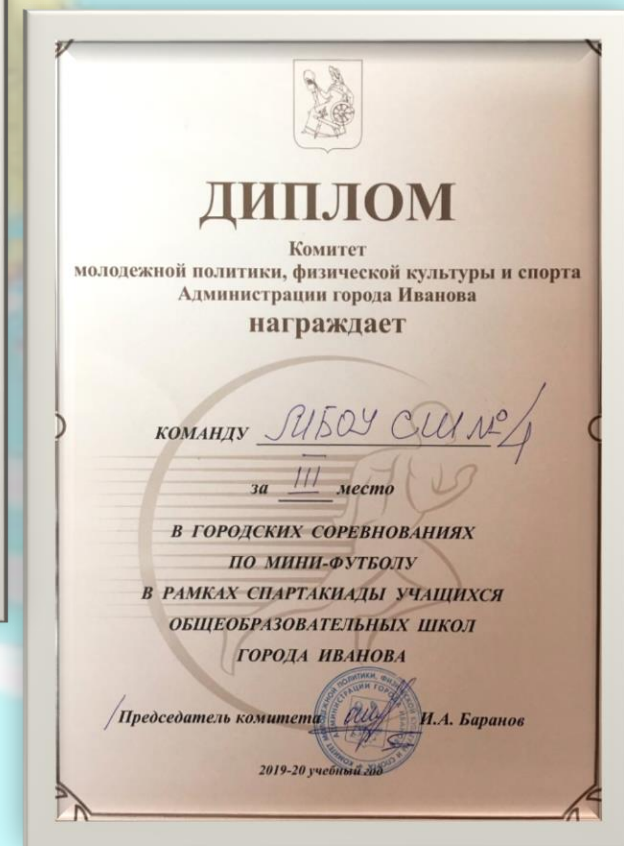 ДИПЛОМ
Комитет
молодежной политики, физической культуры и спорта
Администрации города Иванова
награждает
КОМАНДУ МБОУ СШ №4
за III место
В ГОРОДСКИХ СОРЕВНОВАНИЯХ
ПО МИНИ-ФУТБОЛУ
В РАМКАХ СПАРТАКИАДЫ УЧАЩИХСЯ
ОБЩЕОБРАЗОВАТЕЛЬНЫХ ШКОЛ
ГОРОДА ИВАНОВА
Председатель комитета И.А. Баранов
2019-20 учебный год